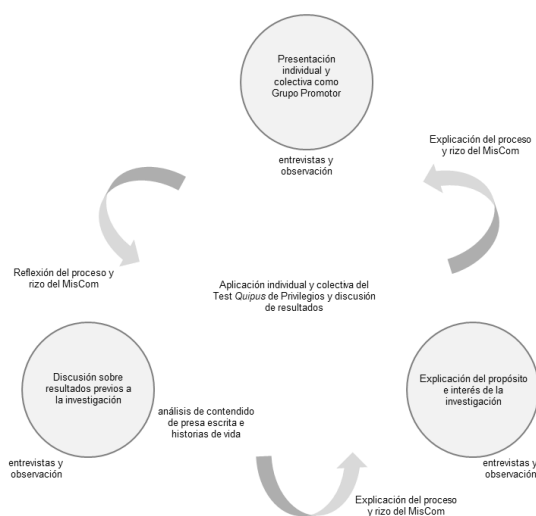 Presentación
individual y
colectiva como
Grupo Promotor
entrevistas y
observación
Explicación del proceso
y rizo del MisCom
Reflexión del proceso y
rizo del MisCom
Aplicación individual y colectiva del
Test Quipus de Privilegios y discusión
de resultados
Discusión sobre
resultados previos a
la investigación
análisis de contendido
de presa escrita e
historias de vida
entrevistas y
observación
Explicación del propósito
e interés de la
investigación
entrevistas y
observación
Explicación del proceso
y rizo del MisCom